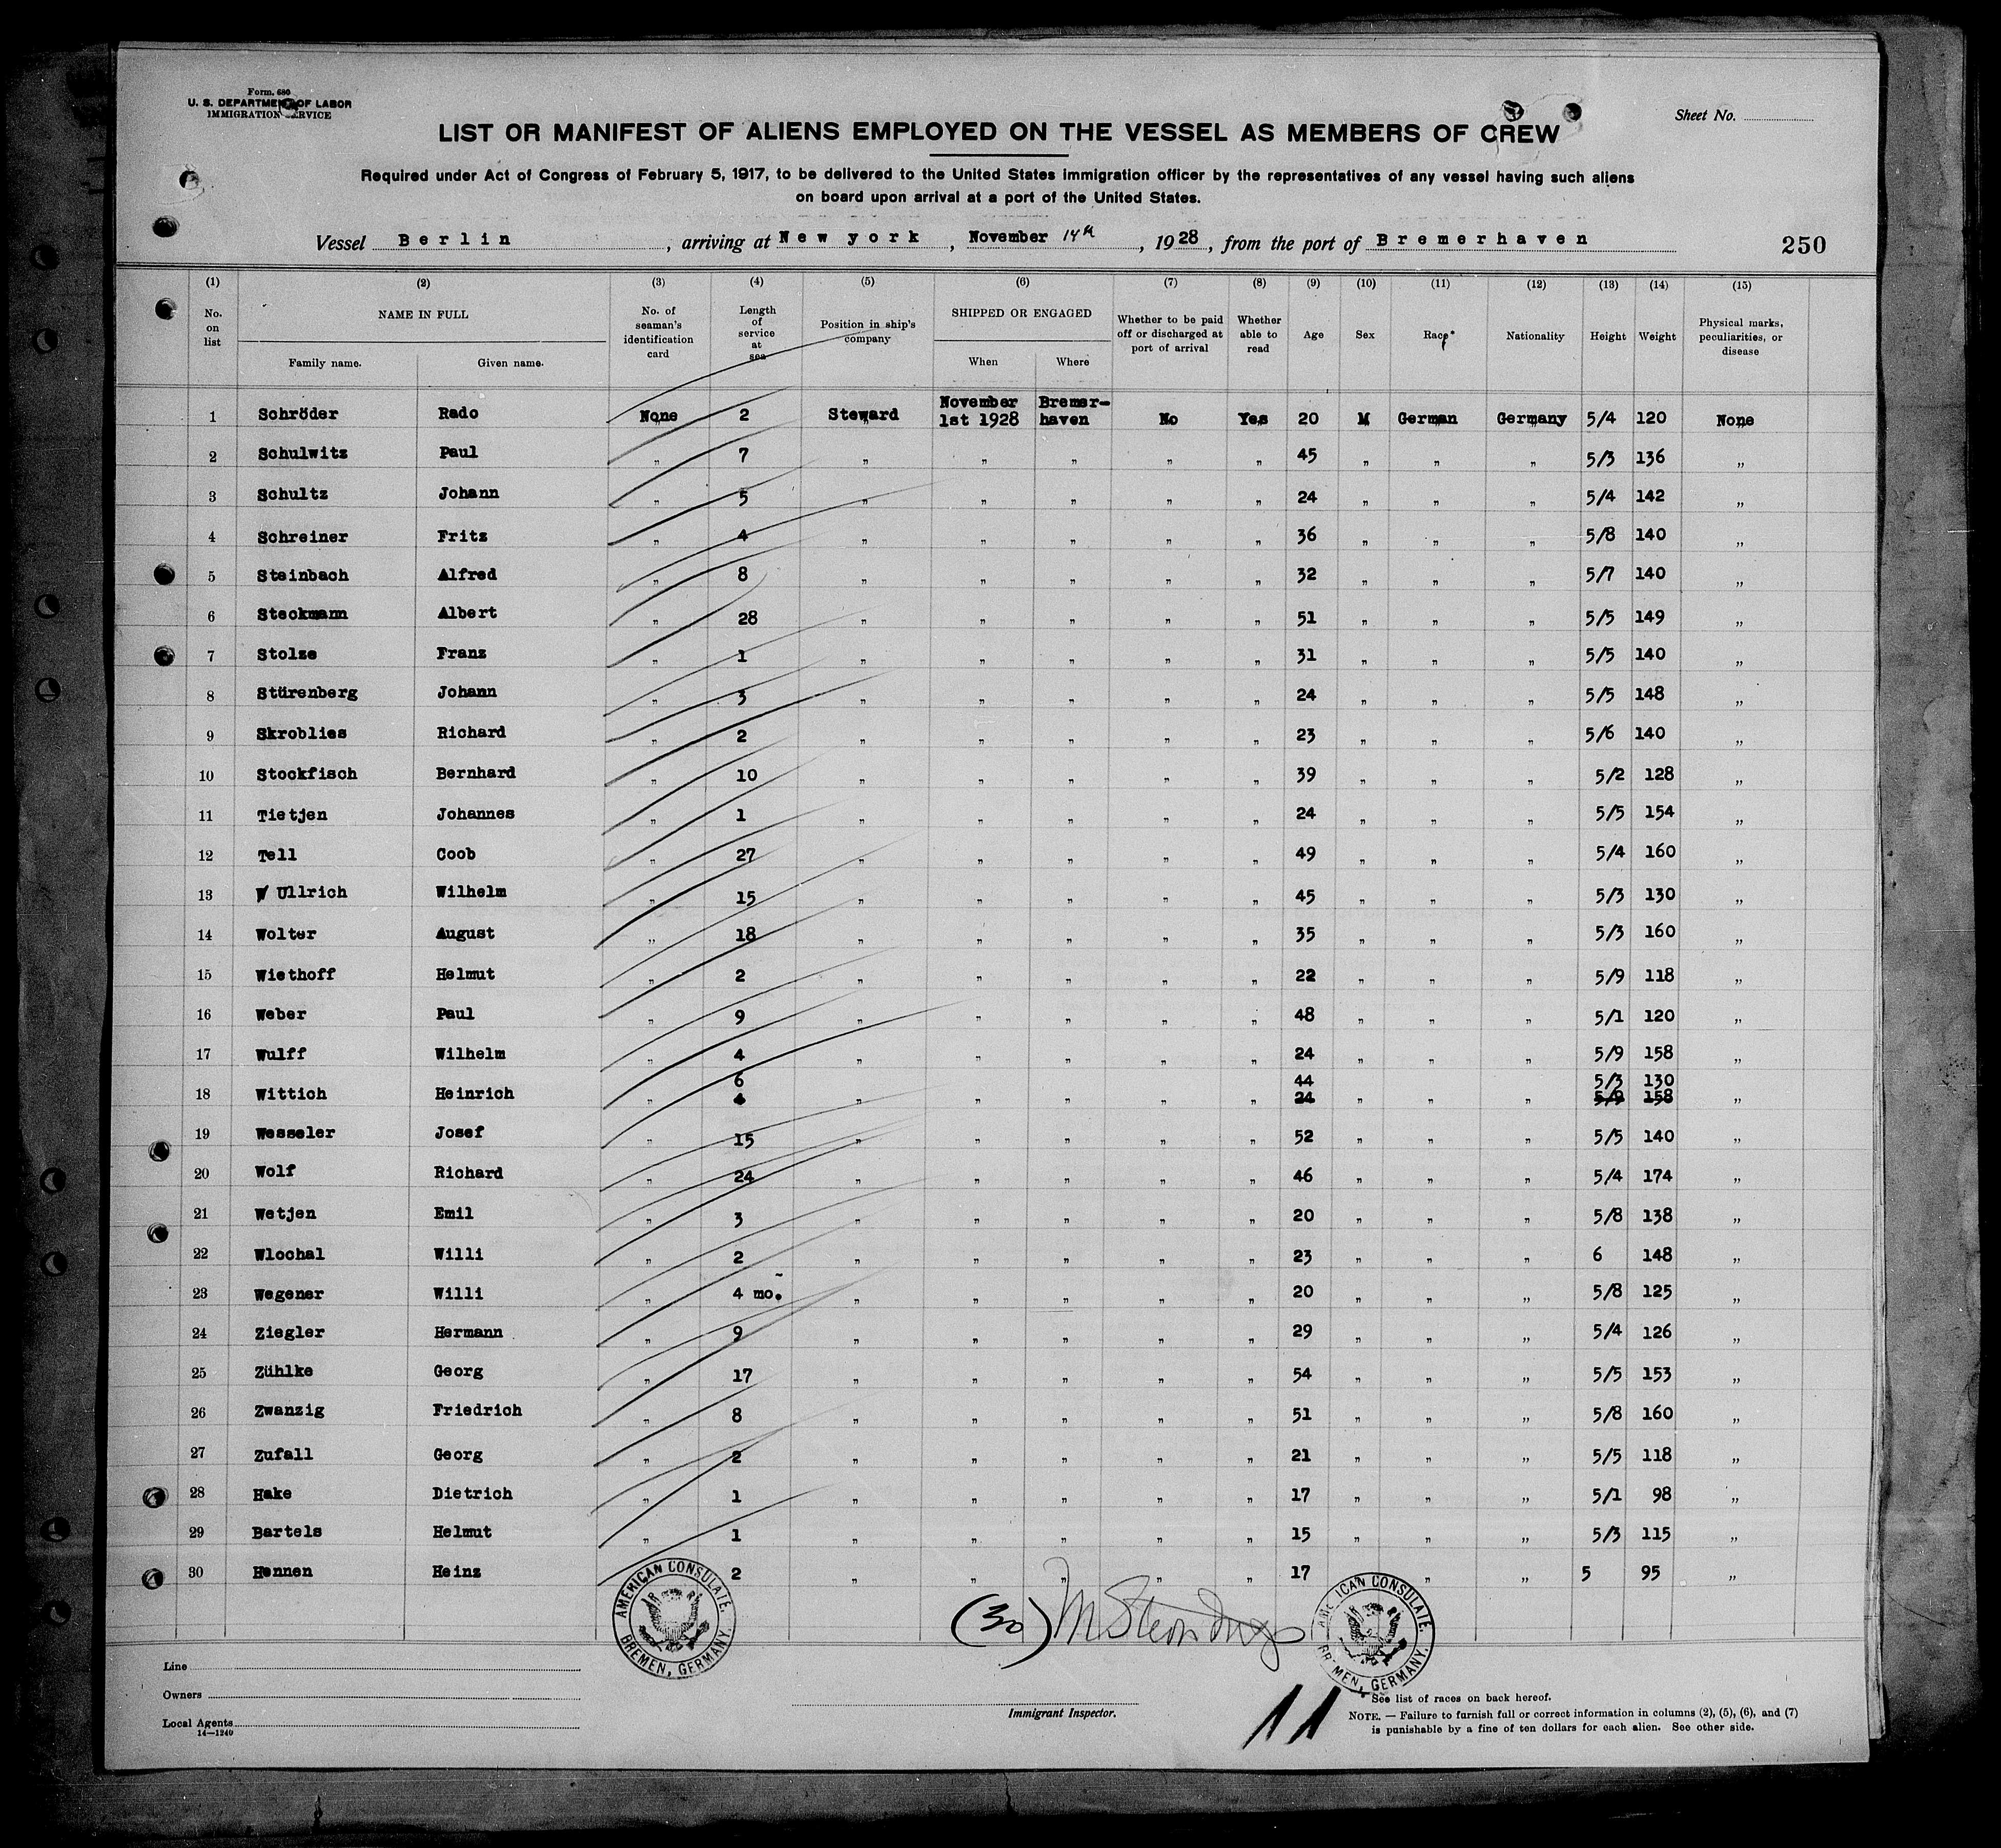 Form. 680
U. S. DEPARTMENT OF LABOR
IMMIGRATION SERVICE
Sheet No.
LIST OR MANIFEST OF ALIENS EMPLOYED ON THE VESSEL AS MEMBERS OF CREW
Required under Act of Congress of February 5, 1917, to be delivered to the United States immigration officer by the representatives of any vessel having such aliens
on board upon arrival at a port of the United States.
Vessel Berlin, arriving at New york, November 14th, 1928, from the port of Bremerhaven 250
(1) (2) (3) (4) (5) (6) (7) (8) (9) (10) (11) (12) (13) (14) (15)
No. on list NAME IN FULL Family name. Given name. No. of seaman's identification card Length of service at sea Position in ship's company SHIPPED OR ENGAGED When Where Whether to be paid off or discharged at port of arrival Whether able to read Age Sex Race* Nationality Height Weight Physical marks, peculiarities, or disease
1 Schröder Rado None 2 Steward November 1st 1928 Bremer-haven No Yes 20 M German Germany 5/4 120 None
2 Schulwitz Paul „ 7 „ „ „ „ „ 45 „ „ „ 5/3 136 „
3 Schultz Johann „ 5 „ „ „ „ „ 24 „ „ „ 5/4 142 „
4 Schreiner Fritz „ 4 „ „ „ „ „ 36 „ „ „ 5/8 140 „
5 Steinbach Alfred „ 8 „ „ „ „ „ 32 „ „ „ 5/7 140 „
6 Steckmann Albert „ 28 „ „ „ „ „ 51 „ „ „ 5/5 149 „
7 Stolze Franz „ 1 „ „ „ „ „ 31 „ „ „ 5/5 140 „
8 Stürenberg Johann „ 3 „ „ „ „ „ 24 „ „ „ 5/5 148 „
9 Skroblies Richard „ 2 „ „ „ „ „ 23 „ „ „ 5/6 140 „
10 Stockfisch Bernhard „ 10 „ „ „ „ „ 39 „ „ „ 5/2 128 „
11 Tietjen Johannes „ 1 „ „ „ „ „ 24 „ „ „ 5/5 154 „
12 Tell Coob „ 27 „ „ „ „ „ 49 „ „ „ 5/4 160 „
13 Ullrich Wilhelm „ 15 „ „ „ „ „ 45 „ „ „ 5/3 130 „
14 Wolter August „ 18 „ „ „ „ „ 35 „ „ „ 5/3 160 „
15 Wiethoff Helmut „ 2 „ „ „ „ „ 22 „ „ „ 5/9 118 „
16 Weber Paul „ 9 „ „ „ „ „ 48 „ „ „ 5/1 120 „
17 Wulff Wilhelm „ 4 „ „ „ „ „ 24 „ „ „ 5/9 158 „
6 44 5/3 130
18 Wittich Heinrich „ 4 „ „ „ „ „ 24 „ „ „ 5/9 158 „
19 Wesseler Josef „ 15 „ „ „ „ „ 52 „ „ „ 5/5 140 „
20 Wolf Richard „ 24 „ „ „ „ „ 46 „ „ „ 5/4 174 „
21 Wetjen Emil „ 3 „ „ „ „ „ 20 „ „ „ 5/8 138 „
22 Wlochal Willi „ 2 „ „ „ „ „ 23 „ „ „ 6 148 „
23 Wegener Willi „ 4 mo. „ „ „ „ „ 20 „ „ „ 5/8 125 „
24 Ziegler Hermann „ 9 „ „ „ „ „ 29 „ „ „ 5/4 126 „
25 Zühlke Georg „ 17 „ „ „ „ „ 54 „ „ „ 5/5 153 „
26 Zwanzig Friedrich „ 8 „ „ „ „ „ 51 „ „ „ 5/8 160 „
27 Zufall Georg „ 2 „ „ „ „ „ 21 „ „ „ 5/5 118 „
28 Hake Dietrich „ 1 „ „ „ „ „ 17 „ „ „ 5/1 98 „
29 Bartels Helmut „ 1 „ „ „ „ „ 15 „ „ „ 5/3 115 „
30 Hennen Heinz 2 „ „ „ „ „ 17 „ „ 5 95 „
(30)
AMERICAN CONSULATE. BREMEN, GERMANY.
AMERICAN CONSULATE. BREMEN, GERMANY.
Line
Owners
Local Agents
14—1240
Immigrant Inspector.
11
* See list of races on back hereof.
NOTE. — Failure to furnish full or correct information in columns (2), (5), (6), and (7)
is punishable by a fine of ten dollars for each alien. See other side.